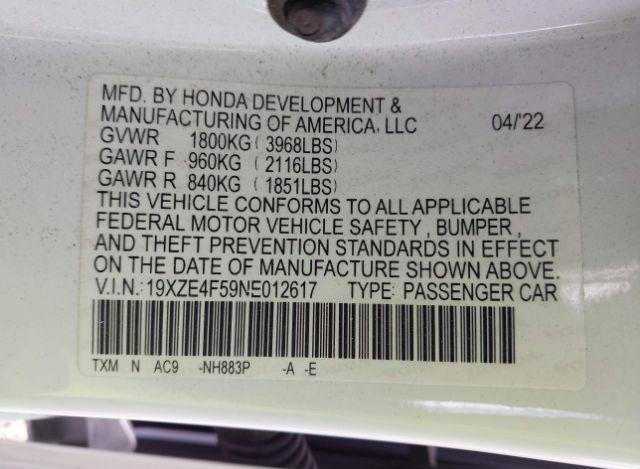 MFD. BY HONDA DEVELOPMENT &
MANUFACTURING OF AMERICA, LLC 04/'22
GVWR 1800KG ( 3968LBS)
GAWR F 960KG ( 2116LBS)
GAWR R 840KG ( 1851LBS)
THIS VEHICLE CONFORMS TO ALL APPLICABLE
FEDERAL MOTOR VEHICLE SAFETY , BUMPER ,
AND THEFT PREVENTION STANDARDS IN EFFECT
ON THE DATE OF MANUFACTURE SHOWN ABOVE.
V.I.N.: 19XZE4F59NE012617 TYPE: PASSENGER CAR
TXM N AC9 -NH883P -A -E